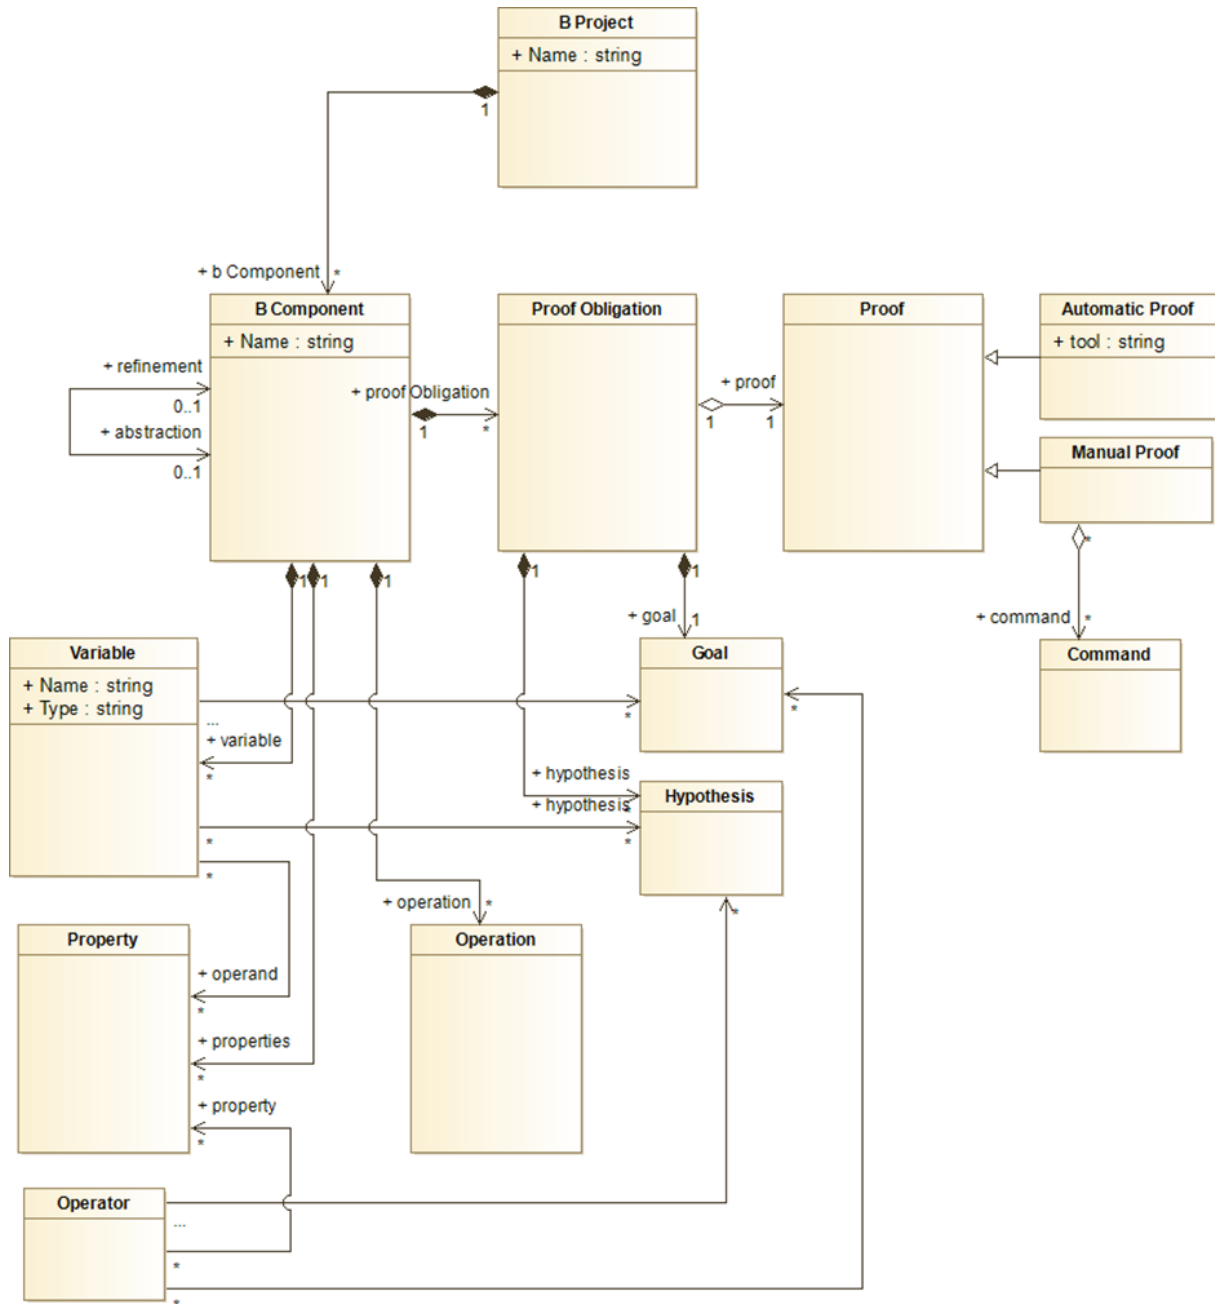 B Project
+ Name : string
1
+ b Component
*
B Component
+ Name : string
+ refinement
0..1
+ abstraction
0..1
+ proof Obligation
1
*
Proof Obligation
+ proof
1
1
Proof
Automatic Proof
+ tool : string
Manual Proof
*
+ command
*
Command
1
1
1
1
1
+ goal
1
Goal
*
*
Variable
+ Name : string
+ Type : string
...
+ variable
*
+ hypothesis
*
+ hypothesis
*
Hypothesis
*
*
*
+ operation
*
Operation
Property
+ operand
*
+ properties
*
+ property
*
Operator
...
*
*